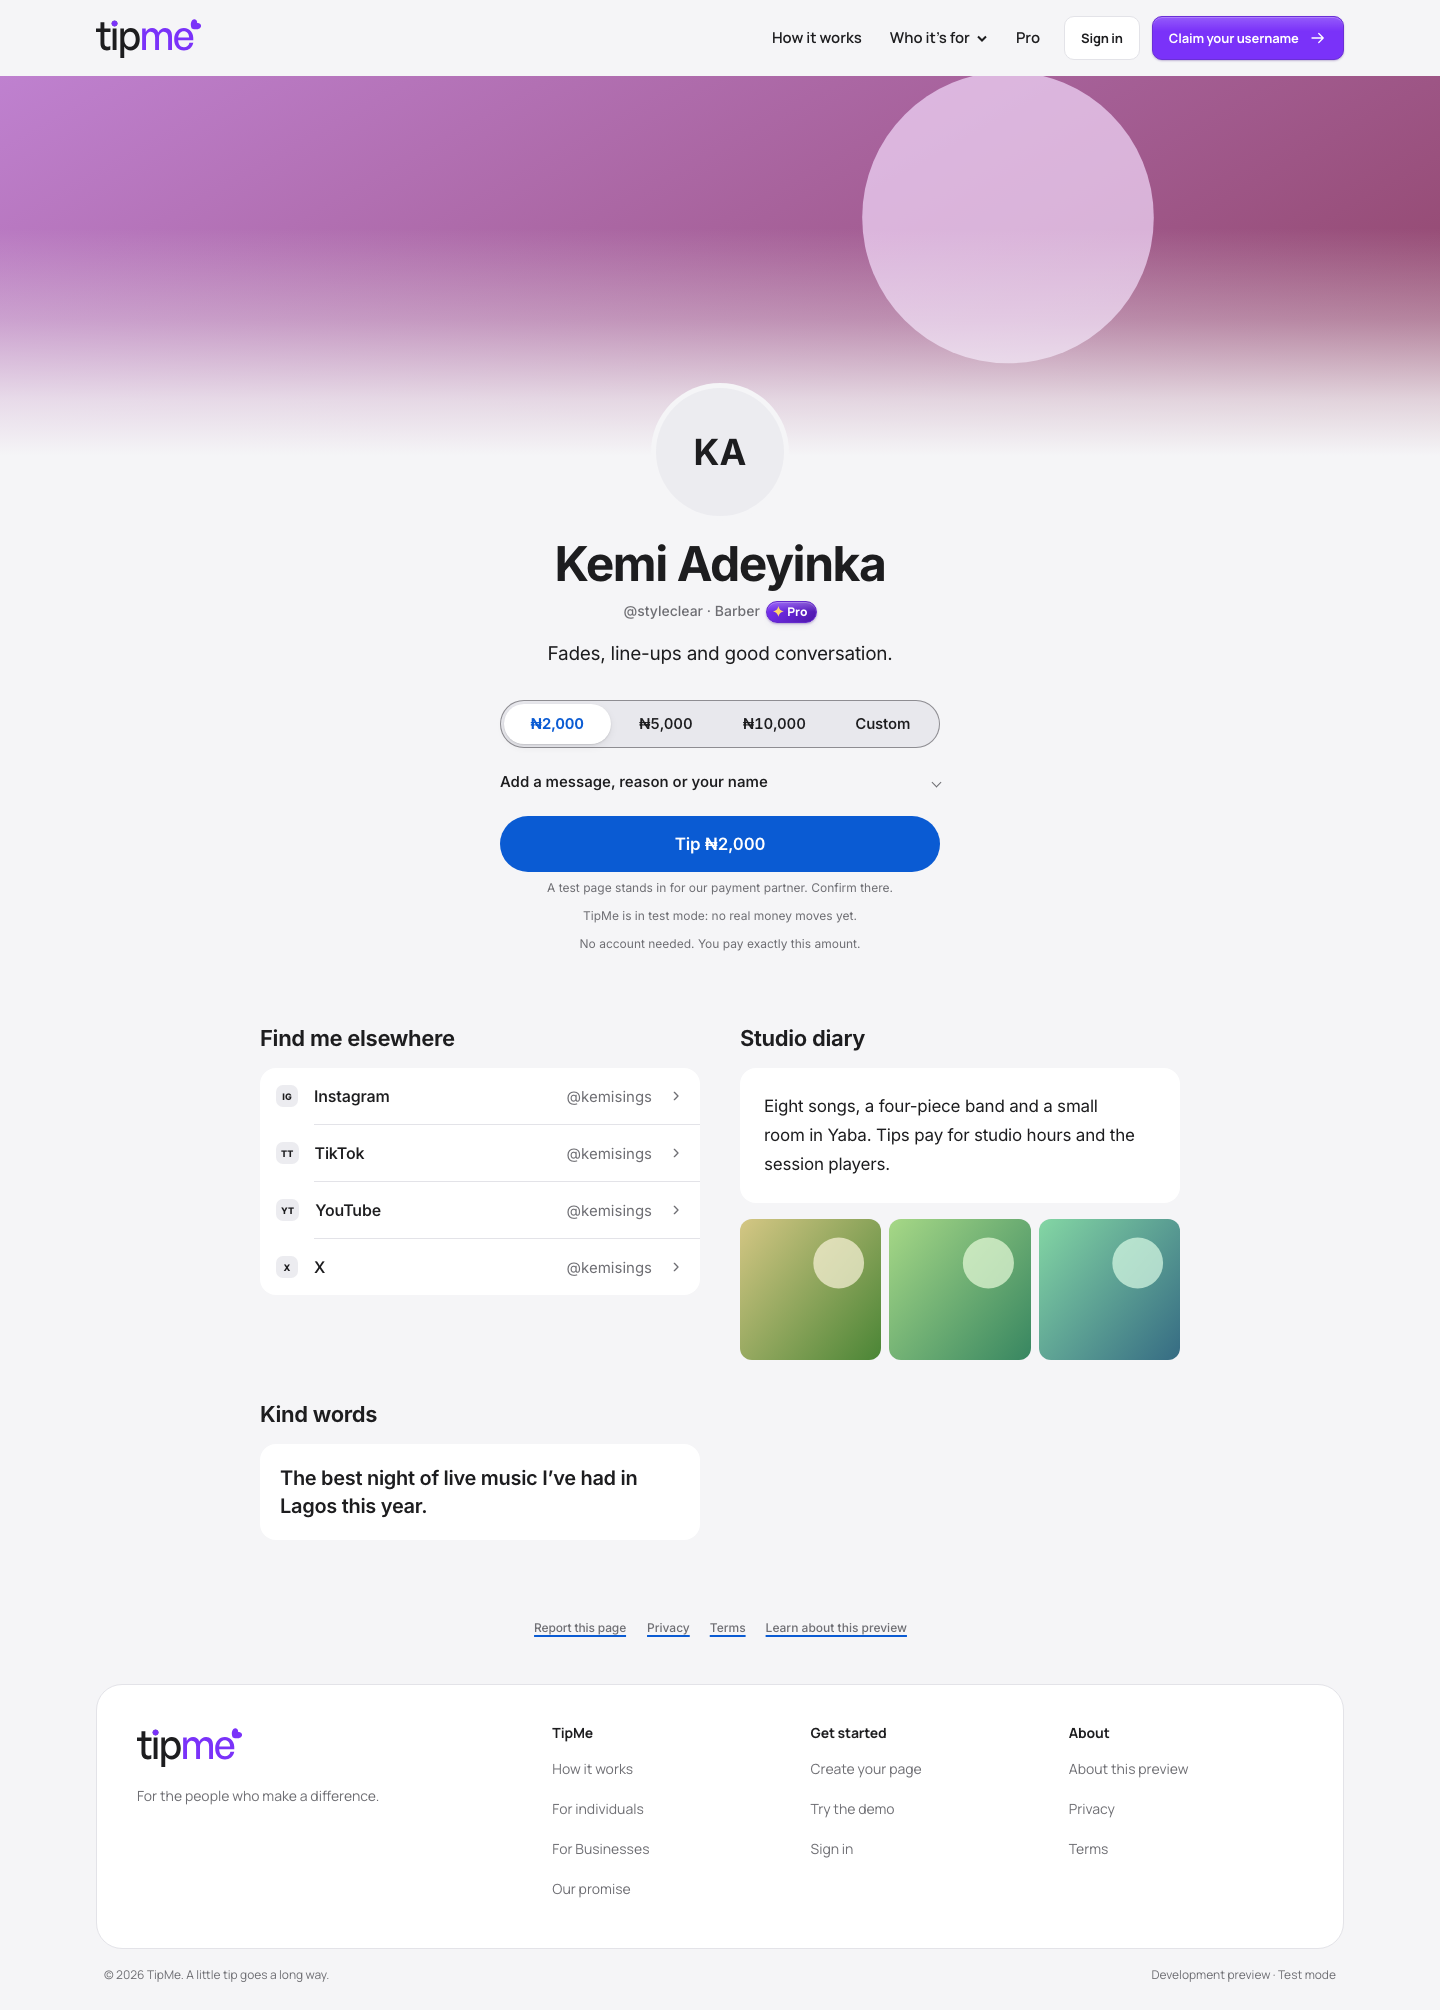 tipme
How it works
Who it's for
Pro
Sign in
Claim your username
KA
Kemi Adeyinka
@styleclear · Barber
✦ Pro
Fades, line-ups and good conversation.
₦2,000
₦5,000
₦10,000
Custom
Add a message, reason or your name
Tip ₦2,000
A test page stands in for our payment partner. Confirm there.
TipMe is in test mode: no real money moves yet.
No account needed. You pay exactly this amount.
Find me elsewhere
IG Instagram @kemisings
TT TikTok @kemisings
YT YouTube @kemisings
X X @kemisings
Studio diary
Eight songs, a four-piece band and a small
room in Yaba. Tips pay for studio hours and the
session players.
Kind words
The best night of live music I’ve had in
Lagos this year.
Report this page
Privacy
Terms
Learn about this preview
tipme
For the people who make a difference.
TipMe
How it works
For individuals
For Businesses
Our promise
Get started
Create your page
Try the demo
Sign in
About
About this preview
Privacy
Terms
© 2026 TipMe. A little tip goes a long way.
Development preview · Test mode